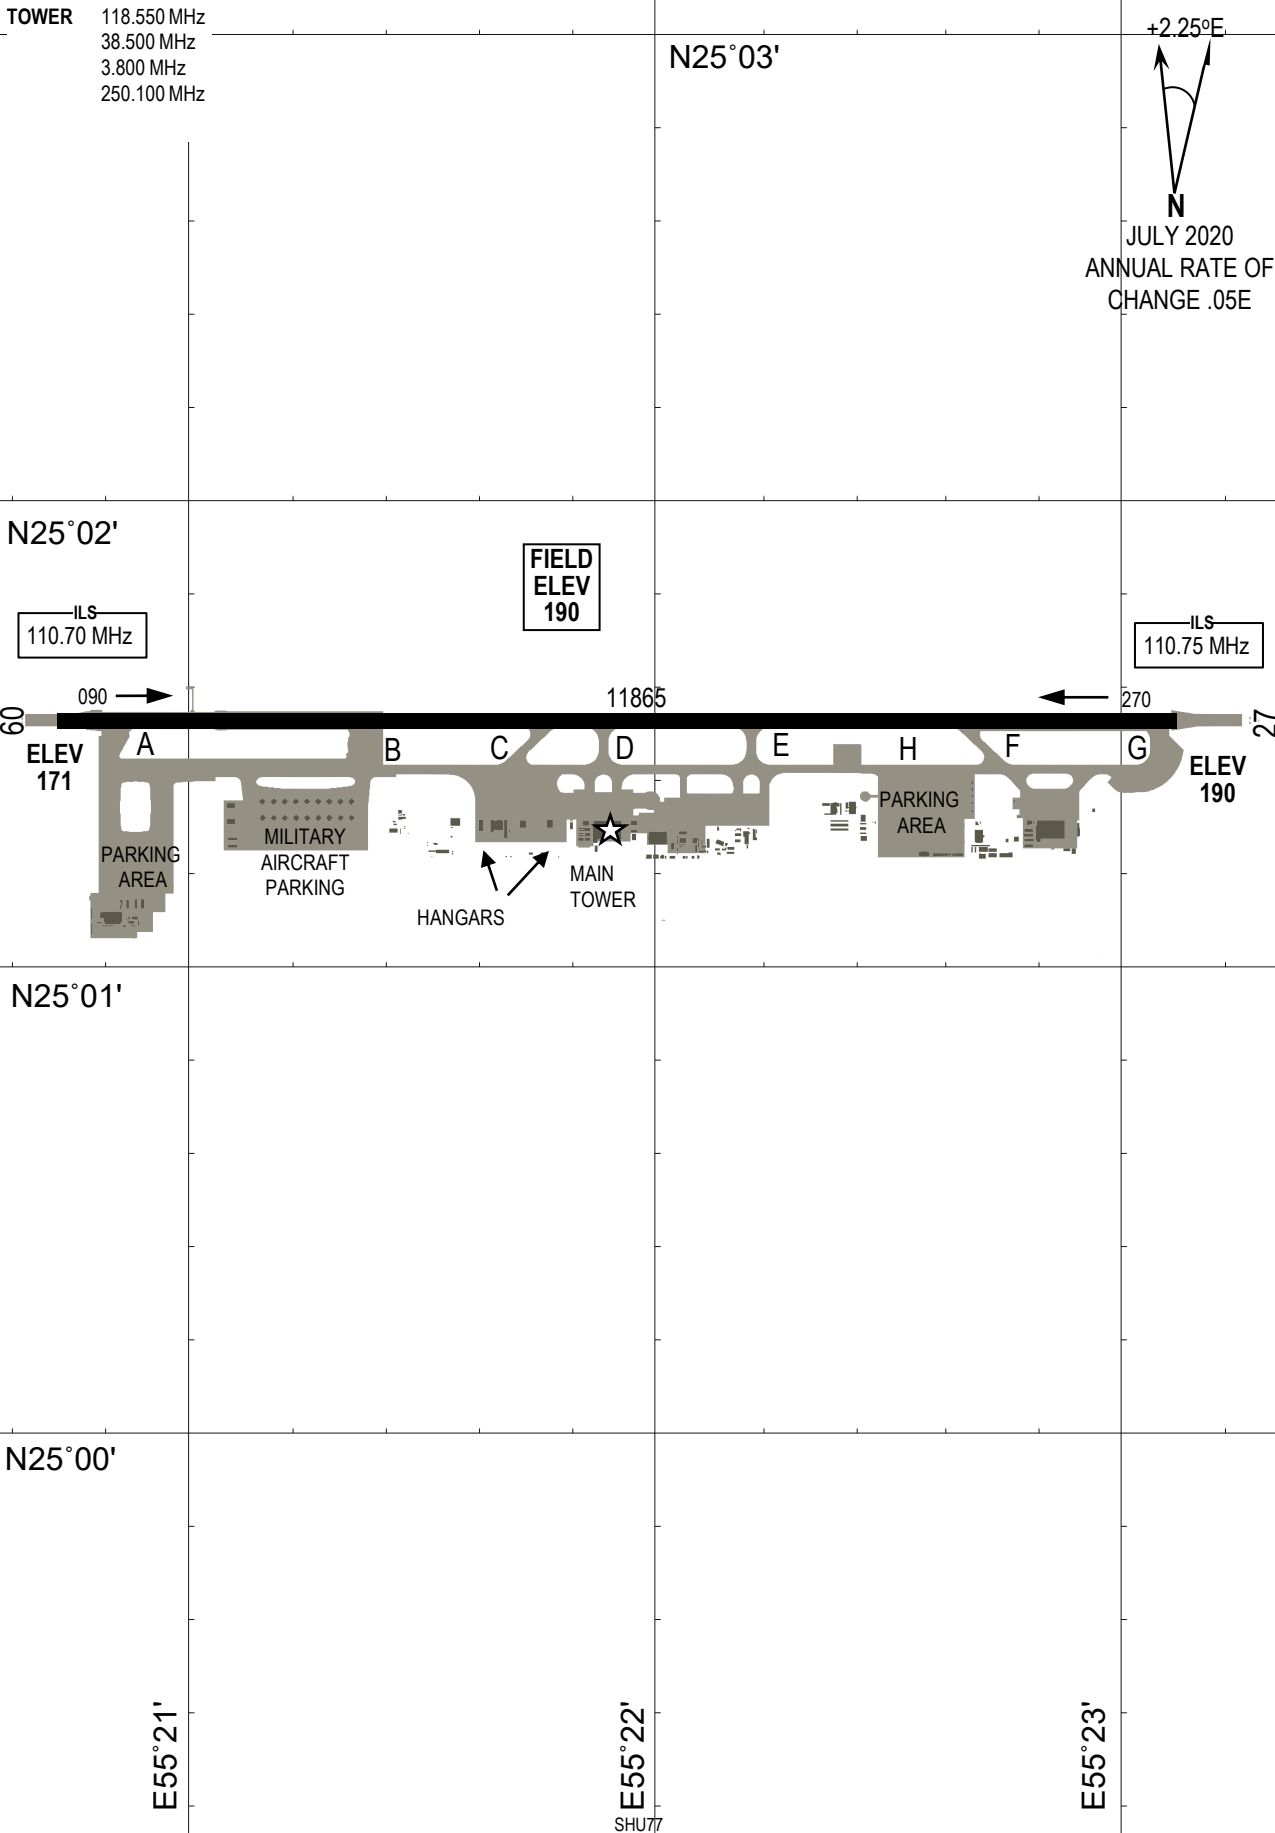 TOWER 118.550 MHz
38.500 MHz
3.800 MHz
250.100 MHz
N25°03'
+2.25°E
N
JULY 2020
ANNUAL RATE OF
CHANGE .05E
N25°02'
FIELD
ELEV
190
ILS
110.70 MHz
ILS
110.75 MHz
090
11865
270
09
27
A
B
C
D
E
H
F
G
ELEV
171
ELEV
190
PARKING
AREA
MILITARY
AIRCRAFT
PARKING
HANGARS
MAIN
TOWER
PARKING
AREA
N25°01'
N25°00'
E55°21'
E55°22'
E55°23'
SHU77